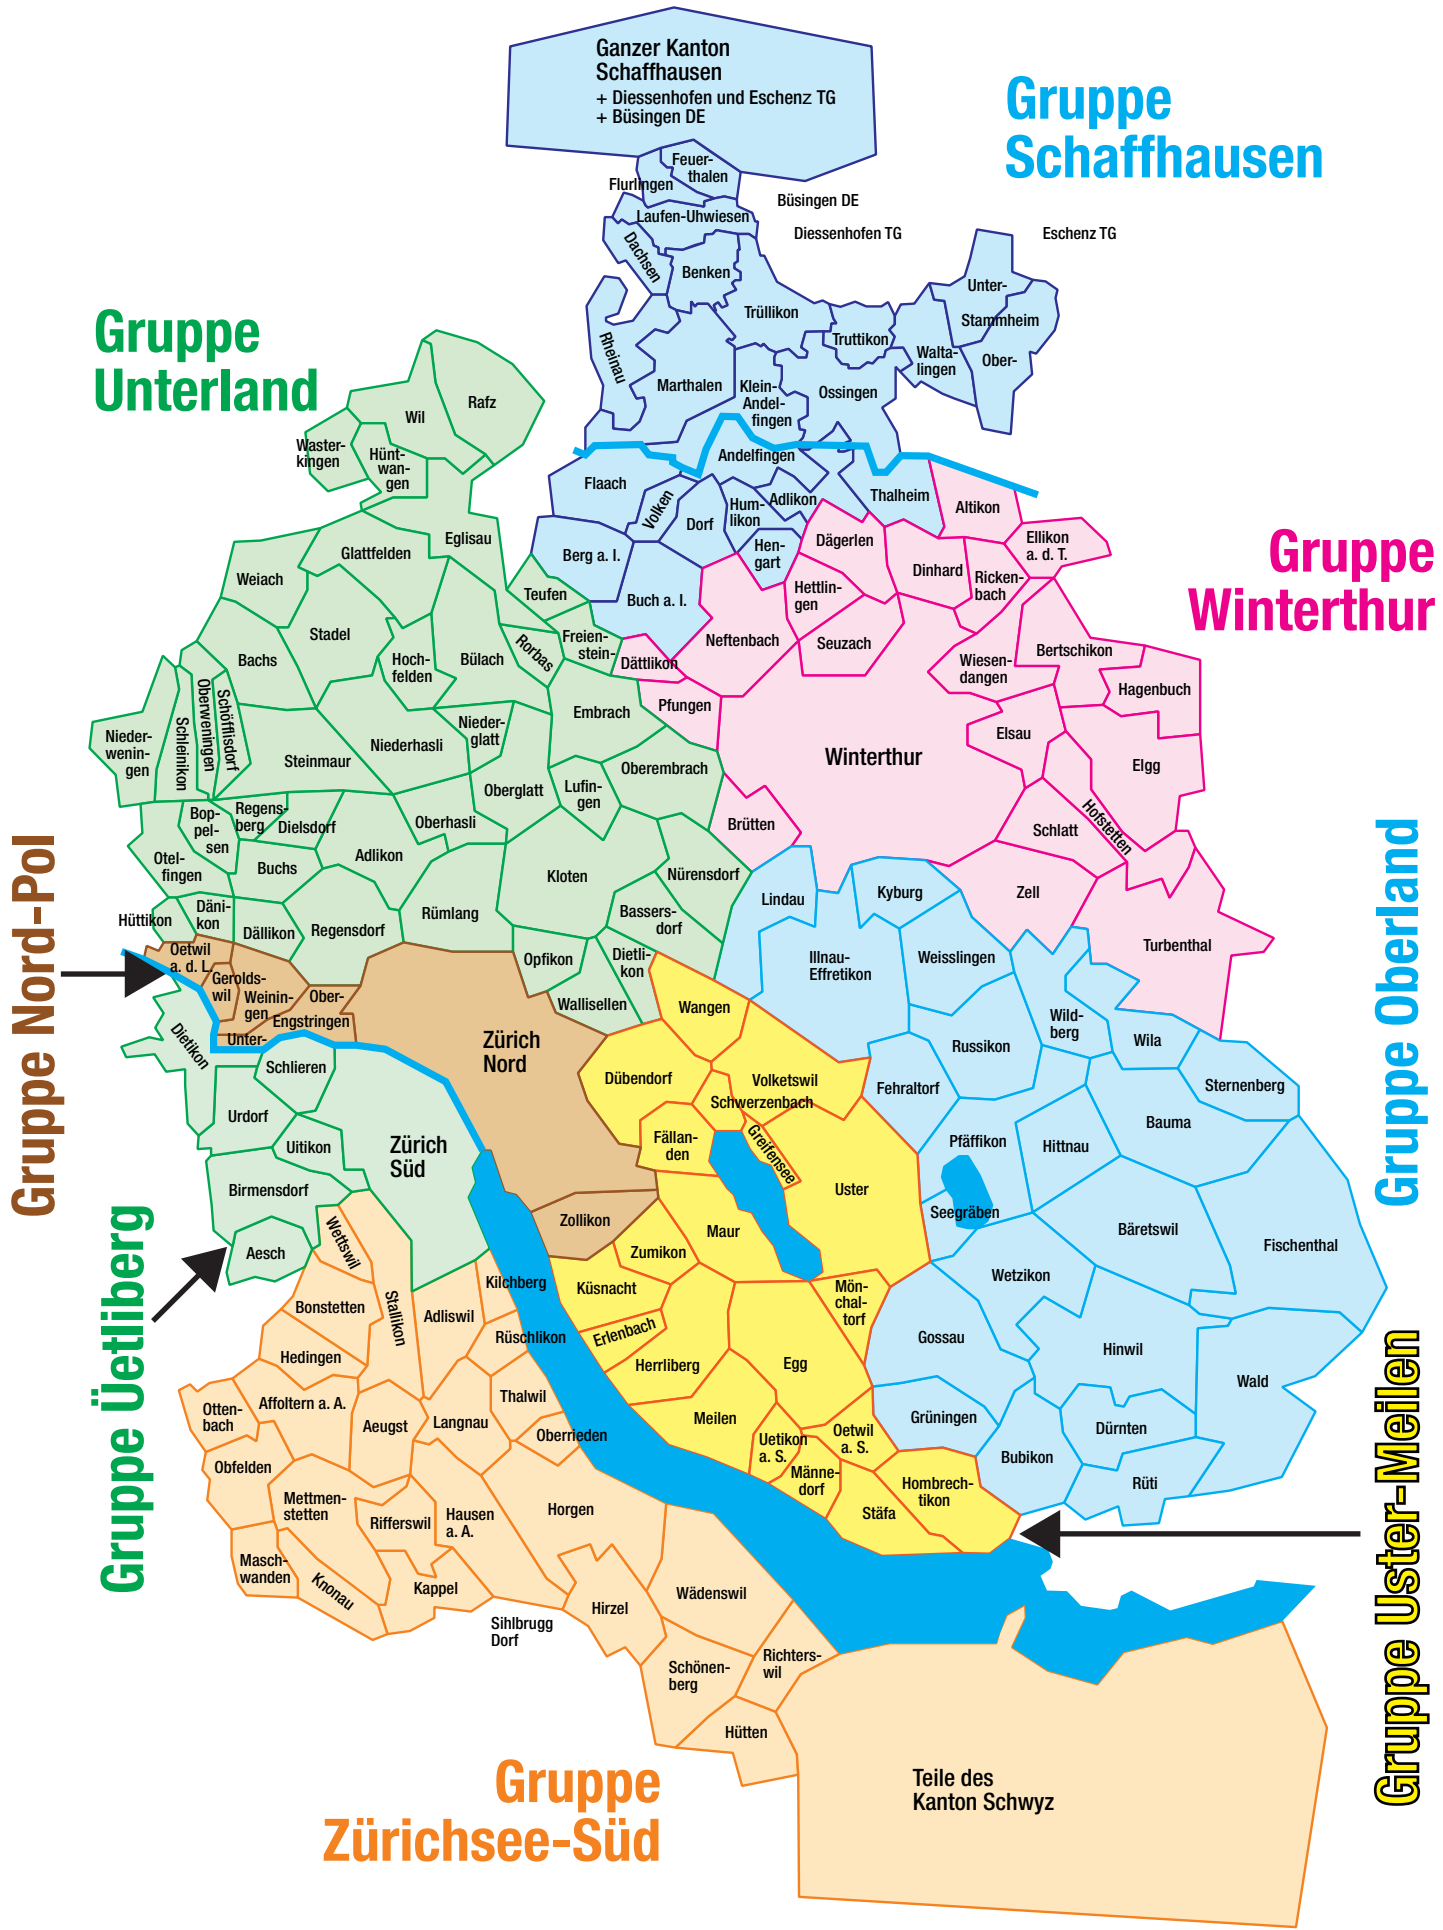 Ganzer Kanton
Schaffhausen
+ Diessenhofen und Eschenz TG
+ Büsingen DE
Gruppe
Schaffhausen
Feuer-
thalen
Flurlingen
Büsingen DE
Laufen-Uhwiesen
Diessenhofen TG
Eschenz TG
Dachsen
Benken
Unter-
Stammheim
Ober-
Trüllikon
Truttikon
Walta-
lingen
Rheinau
Marthalen
Klein-
Andel-
fingen
Ossingen
Andelfingen
Gruppe
Unterland
Rafz
Wil
Waster-
kingen
Hünt-
wan-
gen
Flaach
Volken
Dorf
Hum-
likon
Adlikon
Thalheim
Altikon
Eglisau
Glattfelden
Weiach
Berg a. I.
Hen-
gart
Dägerlen
Ellikon
a. d. T.
Gruppe
Winterthur
Dinhard
Ricken-
bach
Teufen
Buch a. I.
Hettlin-
gen
Stadel
Freien-
stein-
Rorbas
Neftenbach
Seuzach
Bachs
Hoch-
felden
Bülach
Dättlikon
Wiesen-
dangen
Bertschikon
Hagenbuch
Pfungen
Embrach
Nieder-
wenin-
gen
Schleinikon
Oberweningen
Schöfflisdorf
Steinmaur
Niederhasli
Nieder-
glatt
Elsau
Elgg
Winterthur
Oberembrach
Oberglatt
Lufin-
gen
Bop-
pel-
sen
Regens-
berg
Dielsdorf
Oberhasli
Brütten
Schlatt
Hofstetten
Otel-
fingen
Buchs
Adlikon
Kloten
Nürensdorf
Lindau
Kyburg
Zell
Hüttikon
Däni-
kon
Dällikon
Regensdorf
Rümlang
Bassers-
dorf
Turbenthal
Gruppe Nord-Pol
Oetwil
a. d. L.
Gerolds-
wil
Weinin-
gen
Ober-
Engstringen
Unter-
Opfikon
Dietli-
kon
Wallisellen
Illnau-
Effretikon
Weisslingen
Gruppe Oberland
Wangen
Wild-
berg
Wila
Dietikon
Zürich
Nord
Russikon
Schlieren
Dübendorf
Volketswil
Schwerzenbach
Fehraltorf
Sternenberg
Urdorf
Bauma
Uitikon
Zürich
Süd
Fällan-
den
Greifensee
Pfäffikon
Hittnau
Birmensdorf
Uster
Seegräben
Zollikon
Maur
Bäretswil
Fischenthal
Gruppe Üetliberg
Aesch
Wettswil
Zumikon
Kilchberg
Küsnacht
Wetzikon
Mön-
chal-
torf
Bonstetten
Stallikon
Adliswil
Rüschlikon
Erlenbach
Gossau
Hinwil
Hedingen
Herrliberg
Egg
Wald
Gruppe Uster-Meilen
Otten-
bach
Affoltern a. A.
Aeugst
Langnau
Thalwil
Oberrieden
Meilen
Uetikon
a. S.
Oetwil
a. S.
Grüningen
Dürnten
Bubikon
Obfelden
Männe-
dorf
Hombrech-
tikon
Rüti
Mettmen-
stetten
Rifferswil
Hausen
a. A.
Horgen
Stäfa
Masch-
wanden
Knonau
Kappel
Sihlbrugg
Dorf
Hirzel
Wädenswil
Schönen-
berg
Richters-
wil
Hütten
Gruppe
Zürichsee-Süd
Teile des
Kanton Schwyz